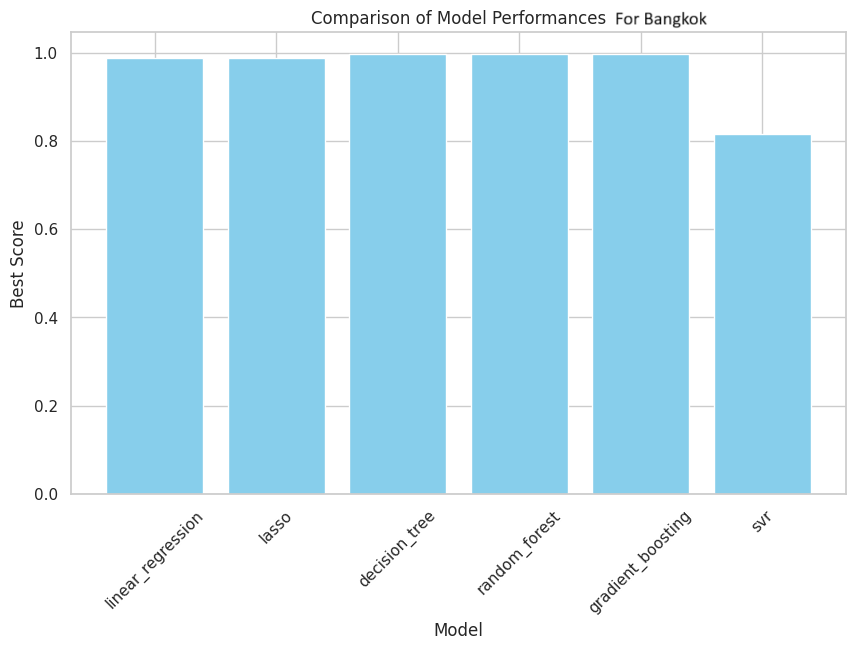 Comparison of Model Performances For Bangkok
Best Score
1.0
0.8
0.6
0.4
0.2
0.0
linear_regression
lasso
decision_tree
random_forest
gradient_boosting
svr
Model